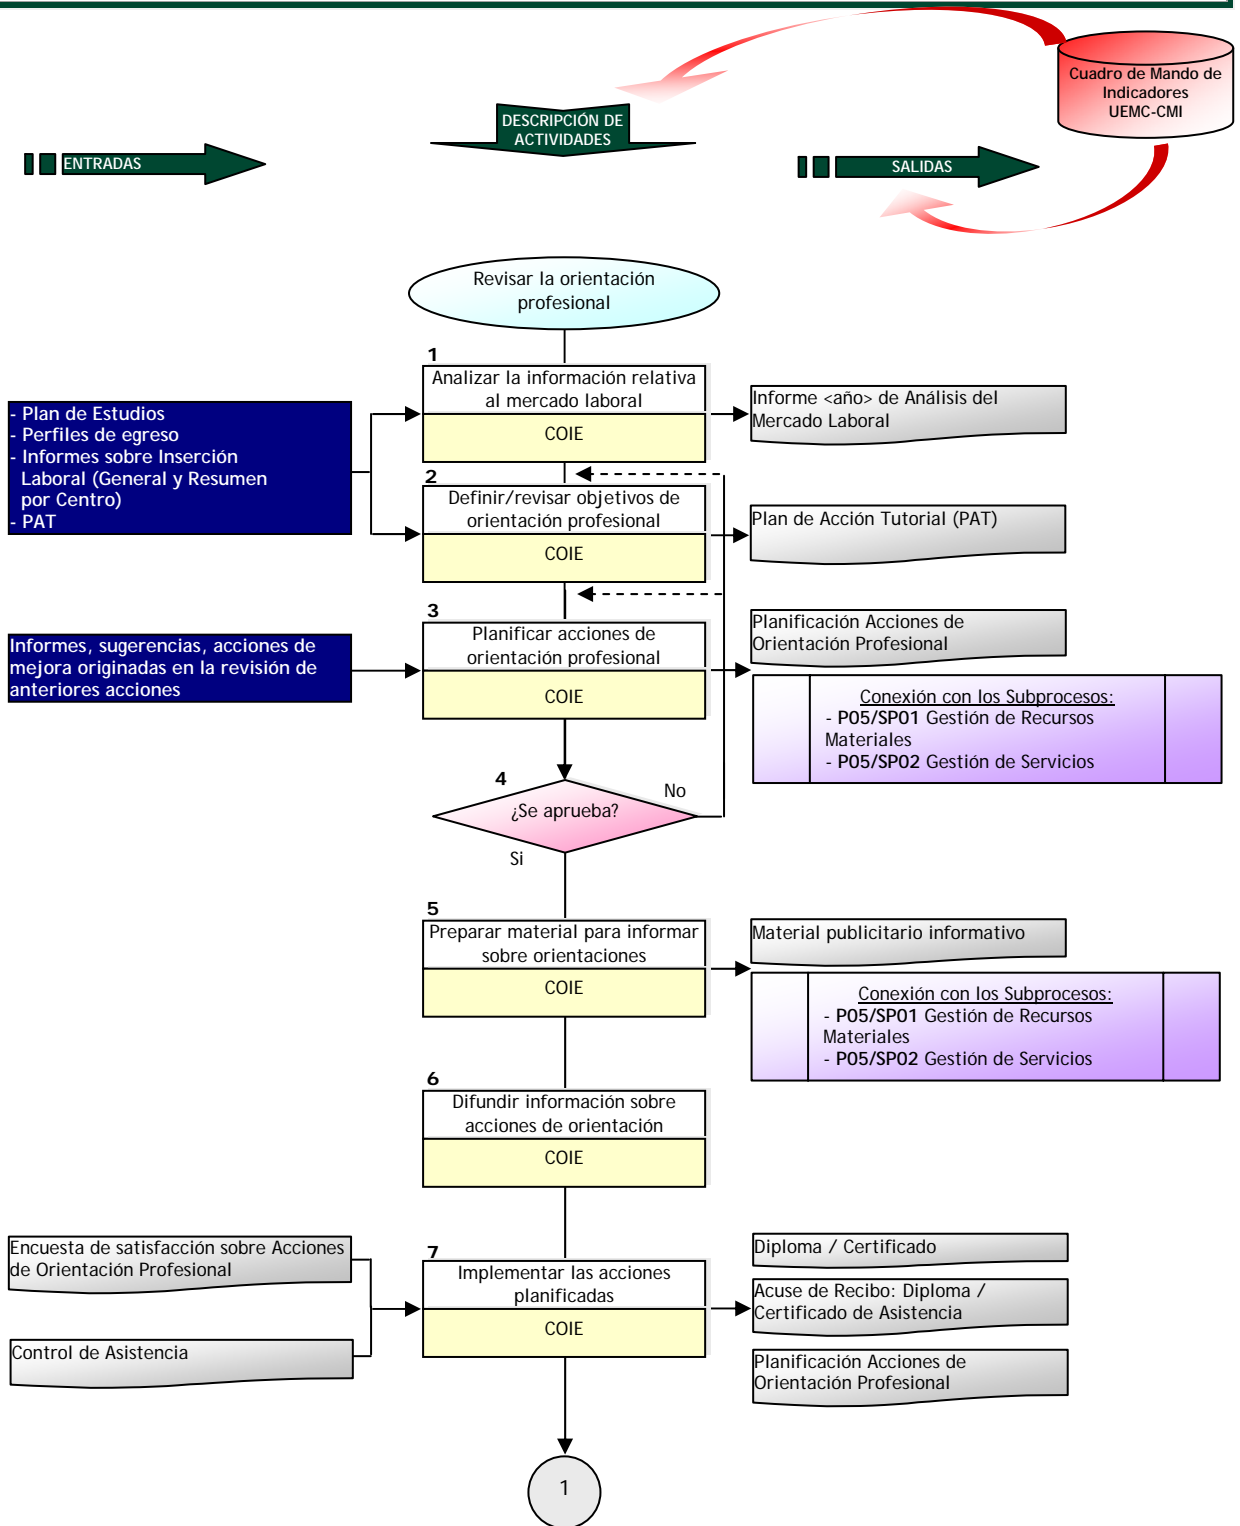 Cuadro de Mando de
Indicadores
UEMC-CMI
DESCRIPCIÓN DE
ACTIVIDADES
ENTRADAS
SALIDAS
Revisar la orientación
profesional
1
Analizar la información relativa
al mercado laboral
COIE
- Plan de Estudios
- Perfiles de egreso
- Informes sobre Inserción
Laboral (General y Resumen
por Centro)
- PAT
Informe <año> de Análisis del
Mercado Laboral
2
Definir/revisar objetivos de
orientación profesional
COIE
Plan de Acción Tutorial (PAT)
3
Planificar acciones de
orientación profesional
COIE
Informes, sugerencias, acciones de
mejora originadas en la revisión de
anteriores acciones
Planificación Acciones de
Orientación Profesional
Conexión con los Subprocesos:
- P05/SP01 Gestión de Recursos
Materiales
- P05/SP02 Gestión de Servicios
4
¿Se aprueba?
No
Si
5
Preparar material para informar
sobre orientaciones
COIE
Material publicitario informativo
Conexión con los Subprocesos:
- P05/SP01 Gestión de Recursos
Materiales
- P05/SP02 Gestión de Servicios
6
Difundir información sobre
acciones de orientación
COIE
Encuesta de satisfacción sobre Acciones
de Orientación Profesional
Control de Asistencia
7
Implementar las acciones
planificadas
COIE
Diploma / Certificado
Acuse de Recibo: Diploma /
Certificado de Asistencia
Planificación Acciones de
Orientación Profesional
1